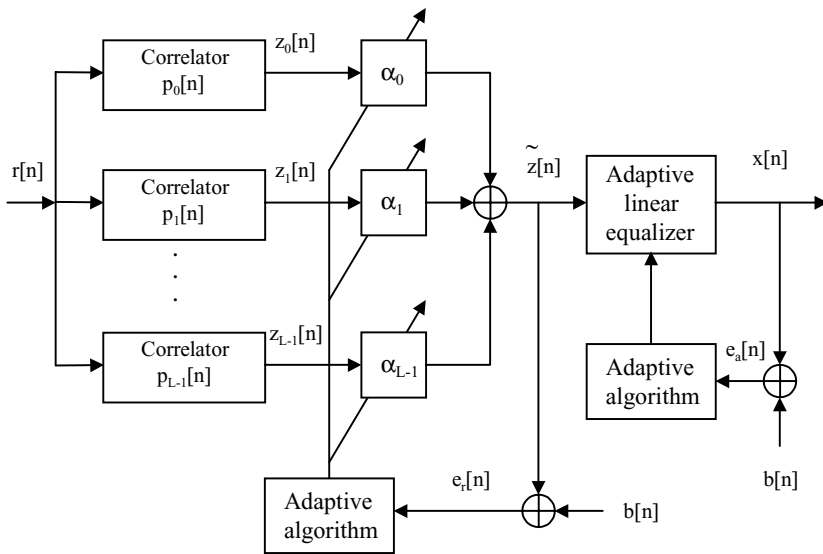 z₀[n]
Correlator
p₀[n]
α₀
r[n]
z₁[n]
Correlator
p₁[n]
α₁
~
z[n]
Adaptive
linear
equalizer
x[n]
.
.
.
z_{L-1}[n]
Correlator
p_{L-1}[n]
α_{L-1}
Adaptive
algorithm
eₐ[n]
b[n]
Adaptive
algorithm
eᵣ[n]
b[n]